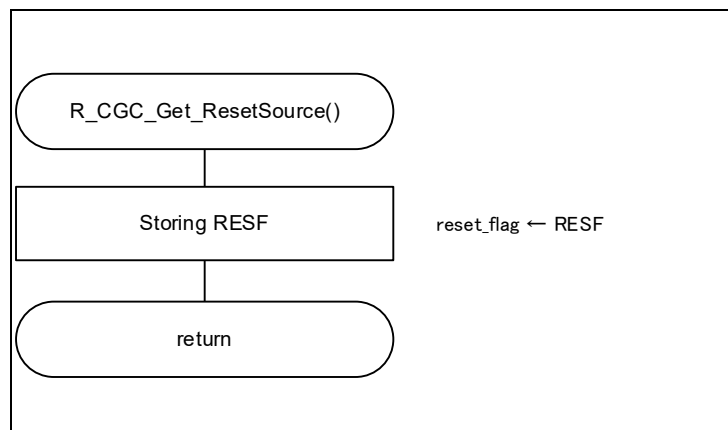 R_CGC_Get_ResetSource()
Storing RESF
reset_flag ← RESF
return